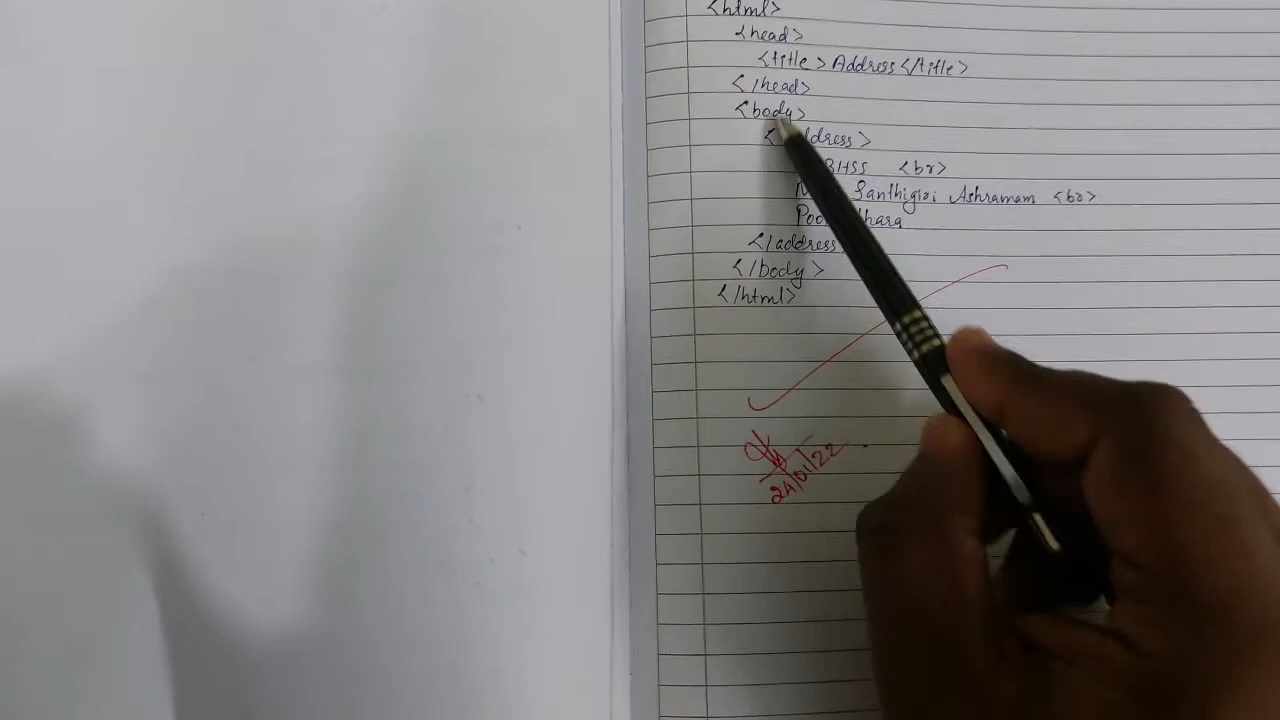 <html>
<head>
<title>Address</title>
</head>
<body>
BHSS <br>
Santhigiri Ashramam <br>
</address
</body>
</html>
24/01/22